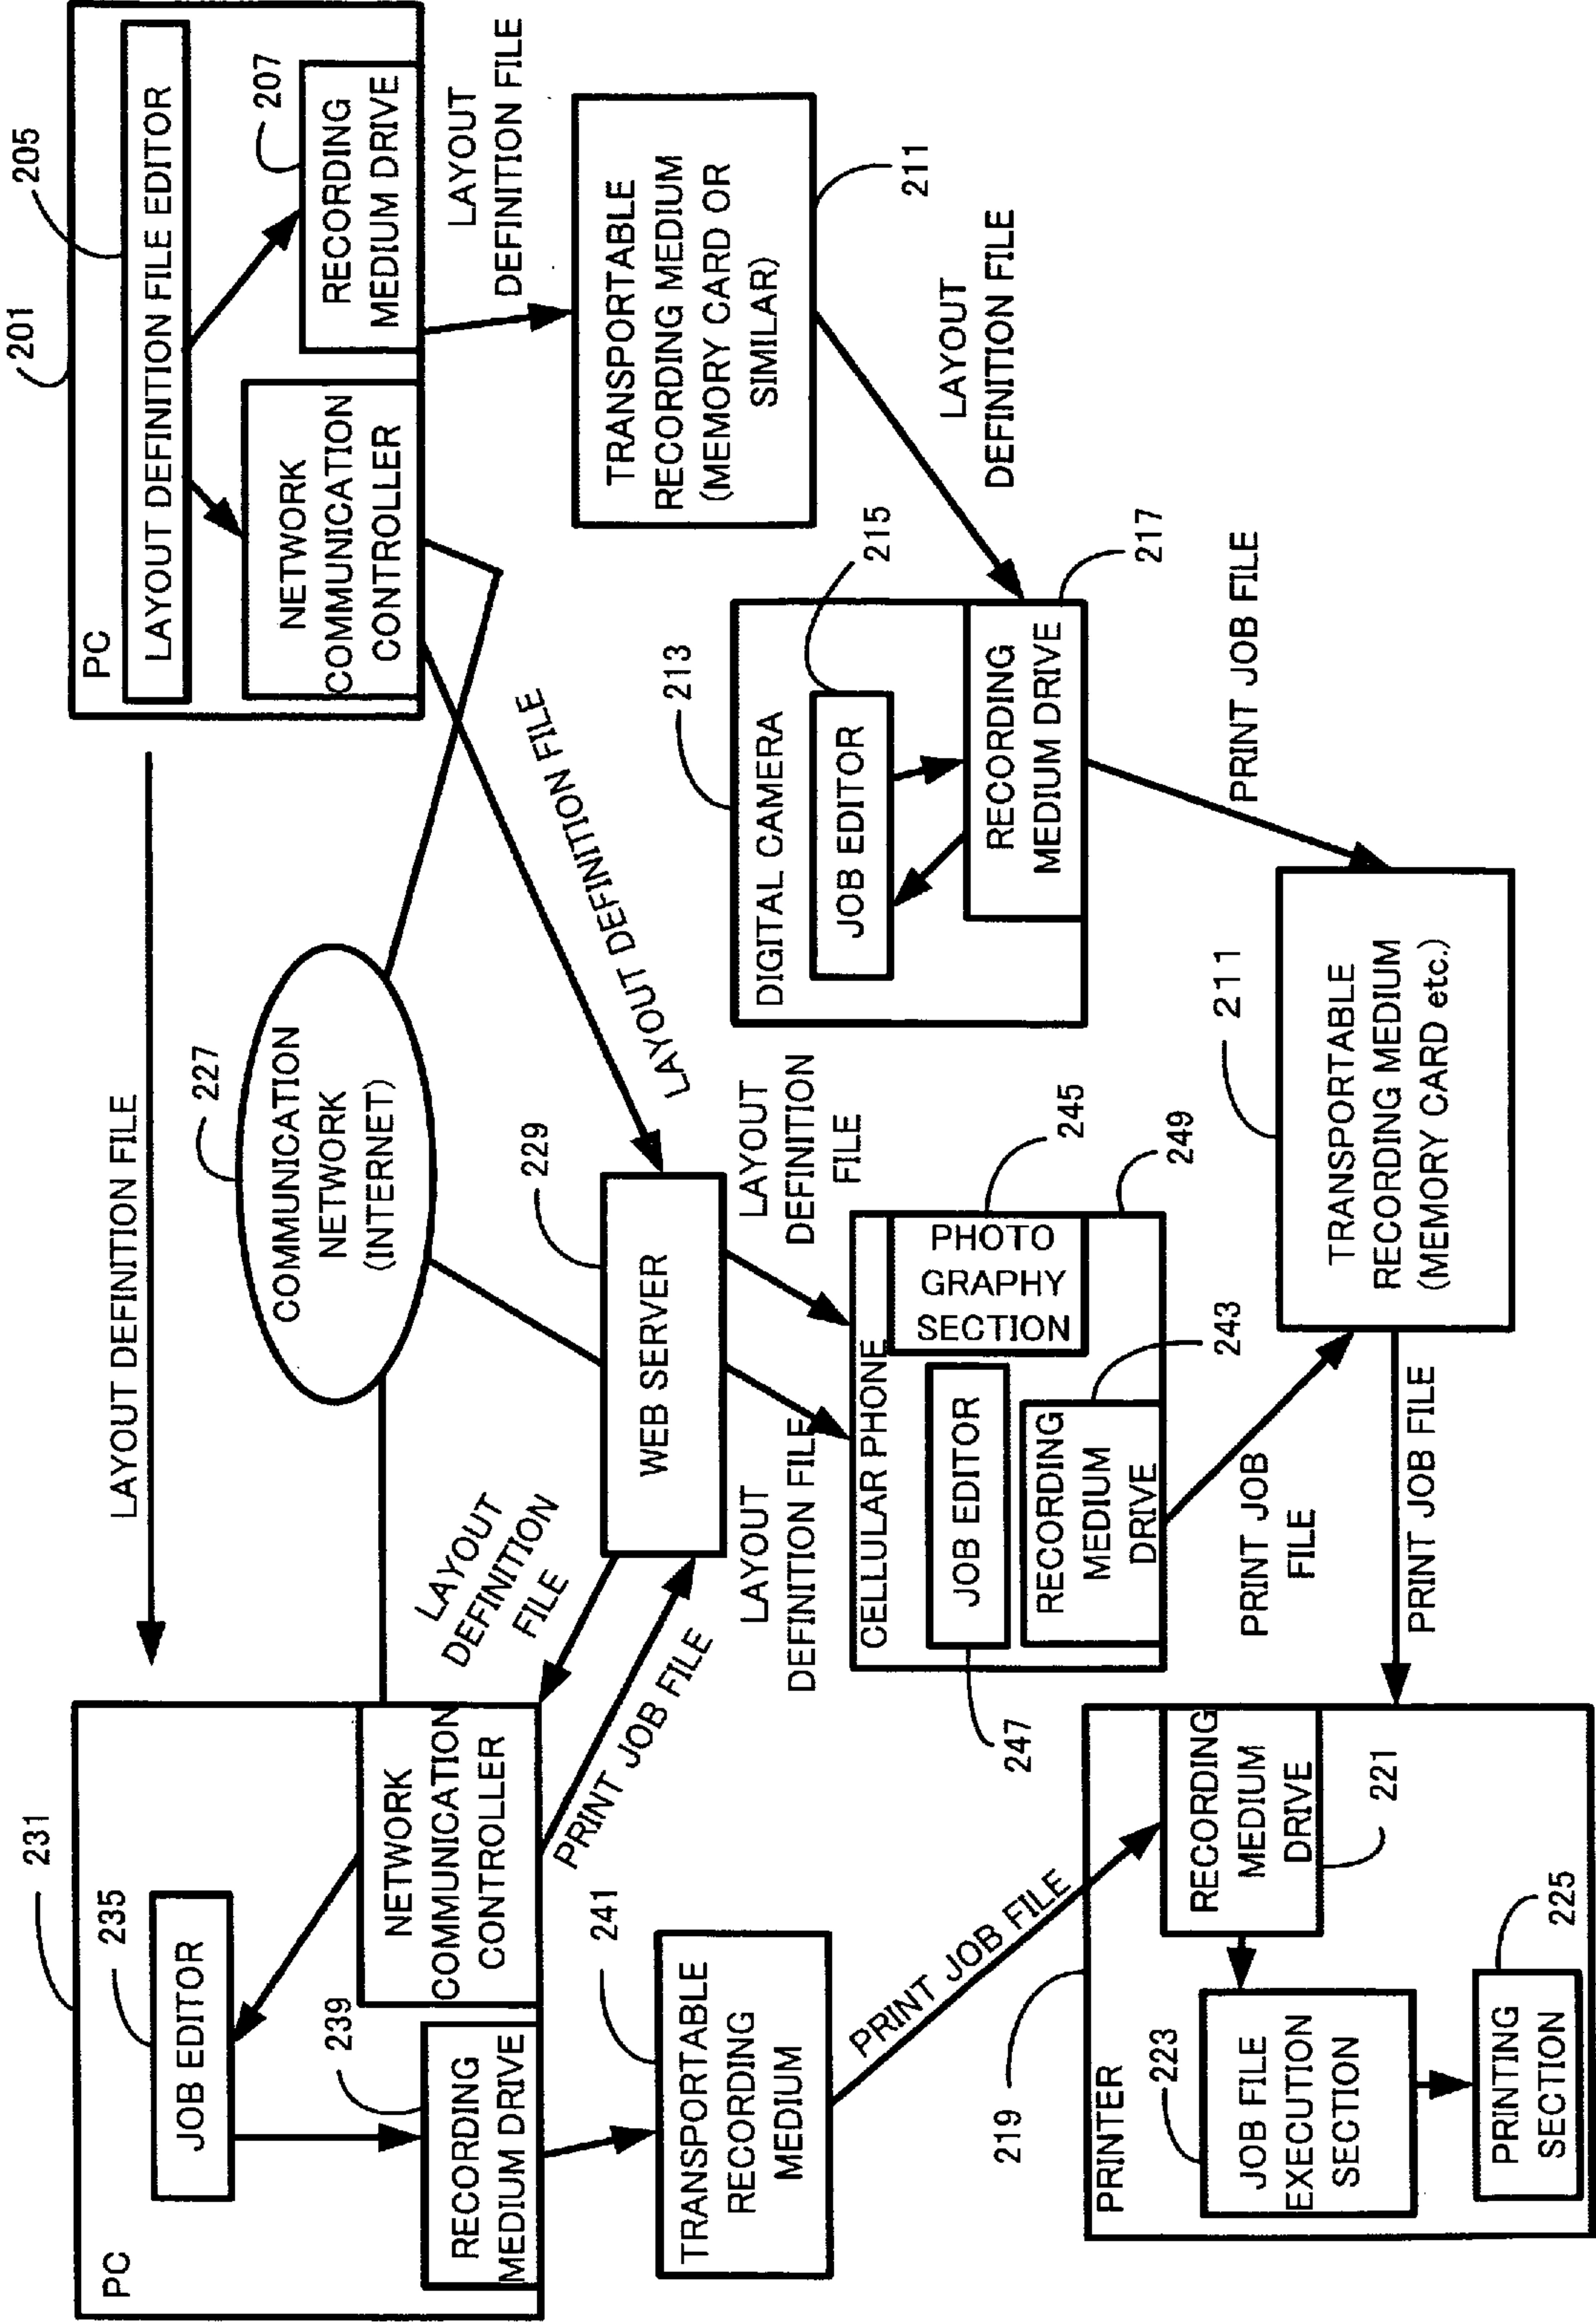 201
205
PC
LAYOUT DEFINITION FILE EDITOR
207
NETWORK
COMMUNICATION
CONTROLLER
RECORDING
MEDIUM DRIVE
LAYOUT
DEFINITION FILE
TRANSPORTABLE
RECORDING MEDIUM
(MEMORY CARD OR
SIMILAR)
211
LAYOUT
DEFINITION FILE
LAYOUT DEFINITION FILE
227
COMMUNICATION
NETWORK
(INTERNET)
LAYOUT DEFINITION FILE
213
215
DIGITAL CAMERA
JOB EDITOR
RECORDING
MEDIUM DRIVE
217
PRINT JOB FILE
229
WEB SERVER
LAYOUT
DEFINITION
FILE
LAYOUT
DEFINITION FILE
LAYOUT
DEFINITION
FILE
PRINT JOB FILE
CELLULAR PHONE
PHOTO
GRAPHY
SECTION
245
249
JOB EDITOR
247
RECORDING
MEDIUM
DRIVE
243
PRINT JOB
FILE
211
TRANSPORTABLE
RECORDING MEDIUM
(MEMORY CARD etc.)
PRINT JOB FILE
231
PC
235
JOB EDITOR
239
RECORDING
MEDIUM DRIVE
NETWORK
COMMUNICATION
CONTROLLER
241
TRANSPORTABLE
RECORDING
MEDIUM
PRINT JOB FILE
219
PRINTER
RECORDING
MEDIUM
DRIVE
221
223
JOB FILE
EXECUTION
SECTION
225
PRINTING
SECTION